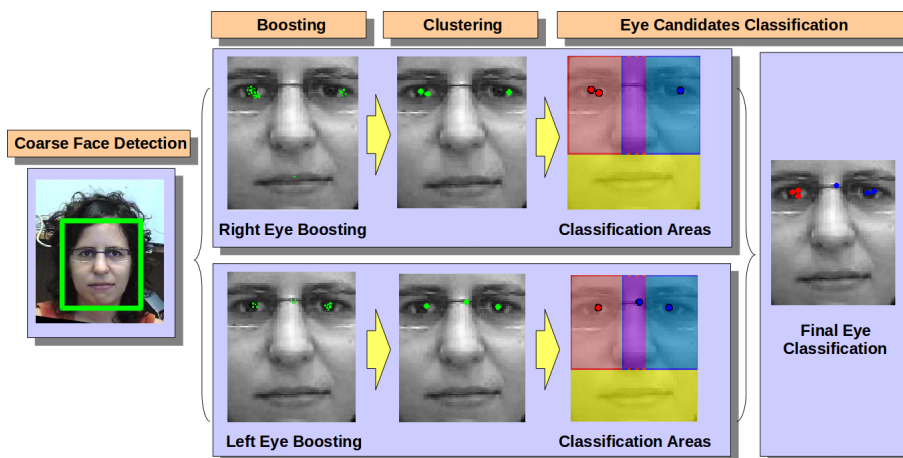 Boosting
Clustering
Eye Candidates Classification
Coarse Face Detection
Right Eye Boosting
Classification Areas
Left Eye Boosting
Classification Areas
Final Eye
Classification